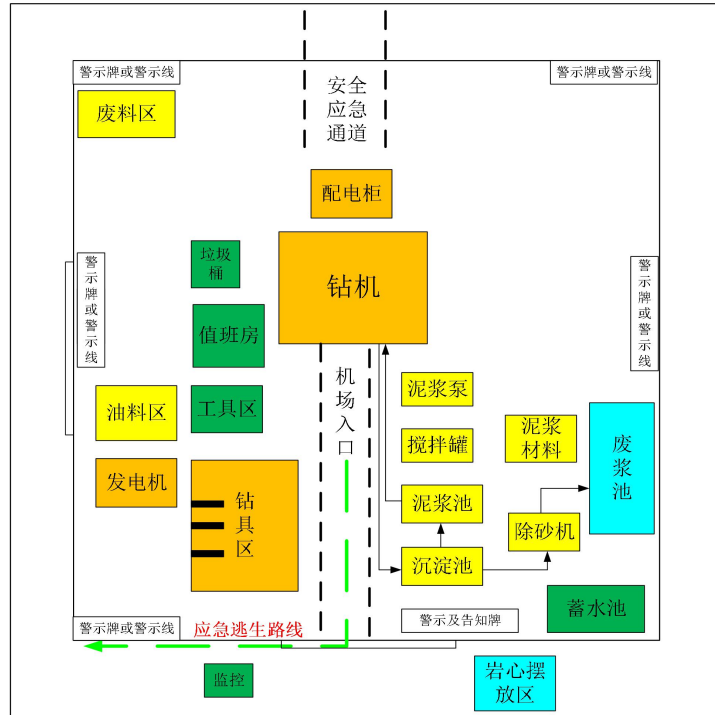 警示牌或警示线
警示牌或警示线
废料区
安全
应急
通道
配电柜
垃圾
桶
钻机
警示牌或警示线
警示牌或警示线
值班房
机场入口
泥浆泵
油料区
工具区
泥浆
材料
废浆池
搅拌罐
发电机
钻具区
泥浆池
除砂机
沉淀池
蓄水池
警示牌或警示线
应急逃生路线
警示及告知牌
监控
岩心摆
放区